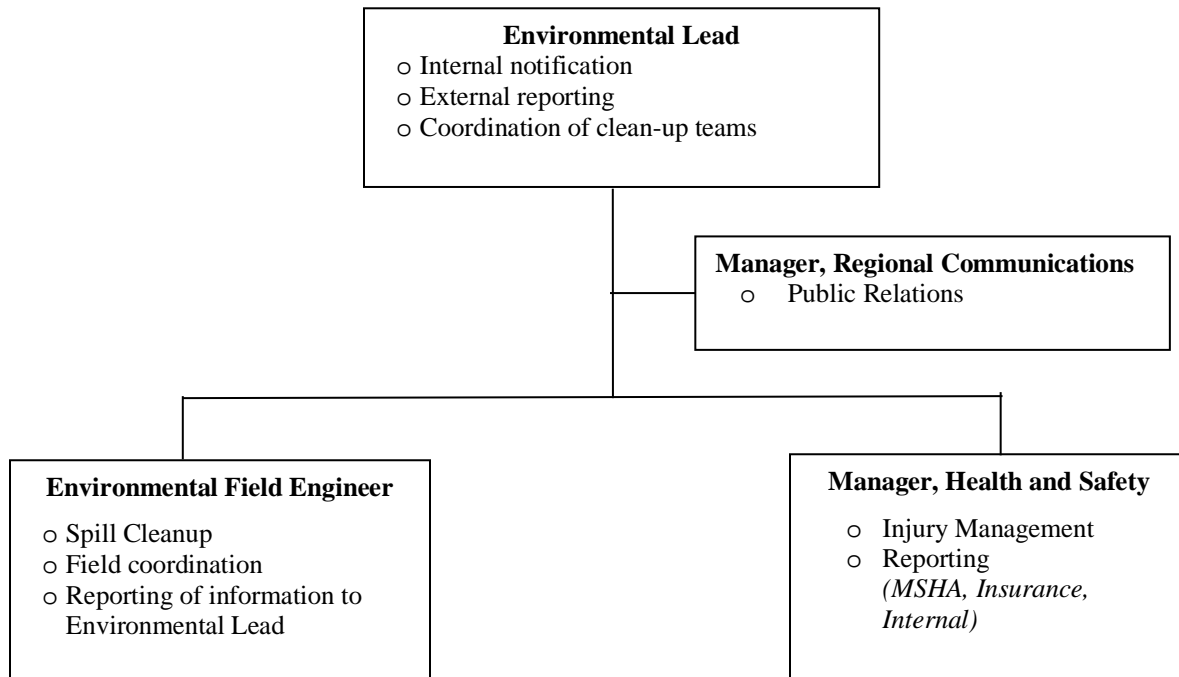 Environmental Lead
o Internal notification
o External reporting
o Coordination of clean-up teams
Manager, Regional Communications
o Public Relations
Environmental Field Engineer
o Spill Cleanup
o Field coordination
o Reporting of information to
Environmental Lead
Manager, Health and Safety
o Injury Management
o Reporting
(MSHA, Insurance,
Internal)